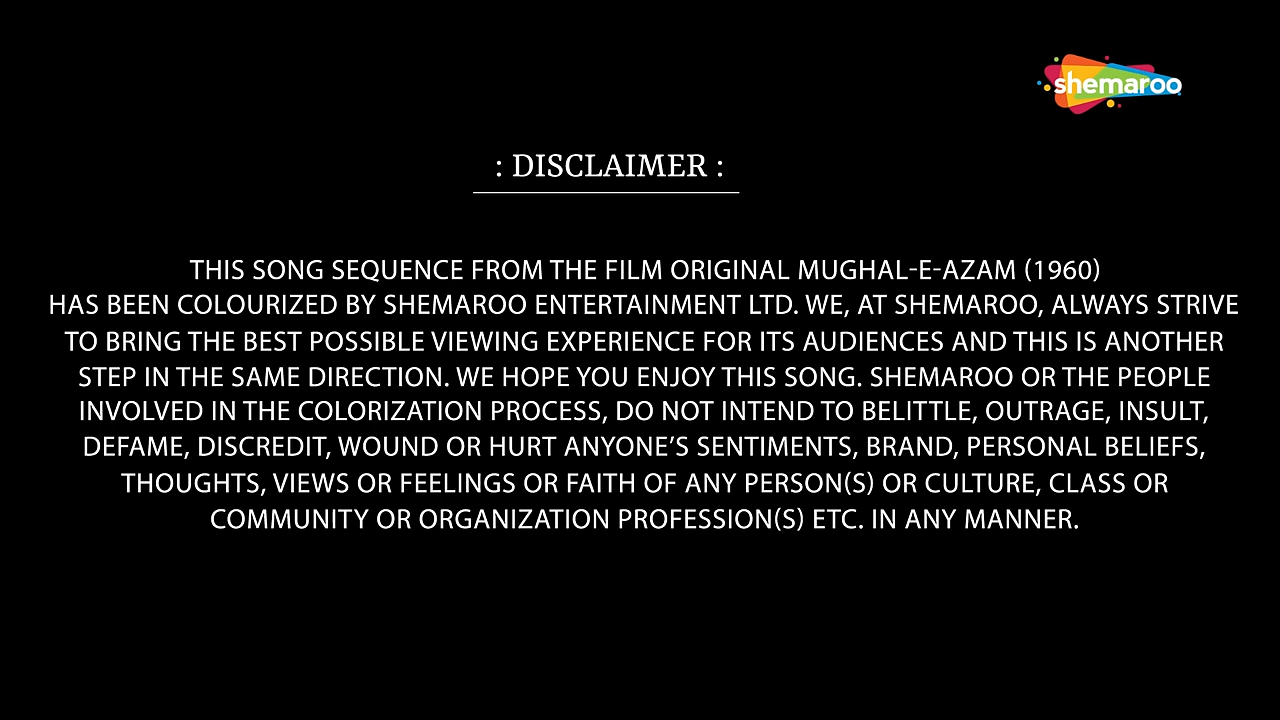 shemaroo
: DISCLAIMER :
THIS SONG SEQUENCE FROM THE FILM ORIGINAL MUGHAL-E-AZAM (1960)
HAS BEEN COLOURIZED BY SHEMAROO ENTERTAINMENT LTD. WE, AT SHEMAROO, ALWAYS STRIVE
TO BRING THE BEST POSSIBLE VIEWING EXPERIENCE FOR ITS AUDIENCES AND THIS IS ANOTHER
STEP IN THE SAME DIRECTION. WE HOPE YOU ENJOY THIS SONG. SHEMAROO OR THE PEOPLE
INVOLVED IN THE COLORIZATION PROCESS, DO NOT INTEND TO BELITTLE, OUTRAGE, INSULT,
DEFAME, DISCREDIT, WOUND OR HURT ANYONE’S SENTIMENTS, BRAND, PERSONAL BELIEFS,
THOUGHTS, VIEWS OR FEELINGS OR FAITH OF ANY PERSON(S) OR CULTURE, CLASS OR
COMMUNITY OR ORGANIZATION PROFESSION(S) ETC. IN ANY MANNER.